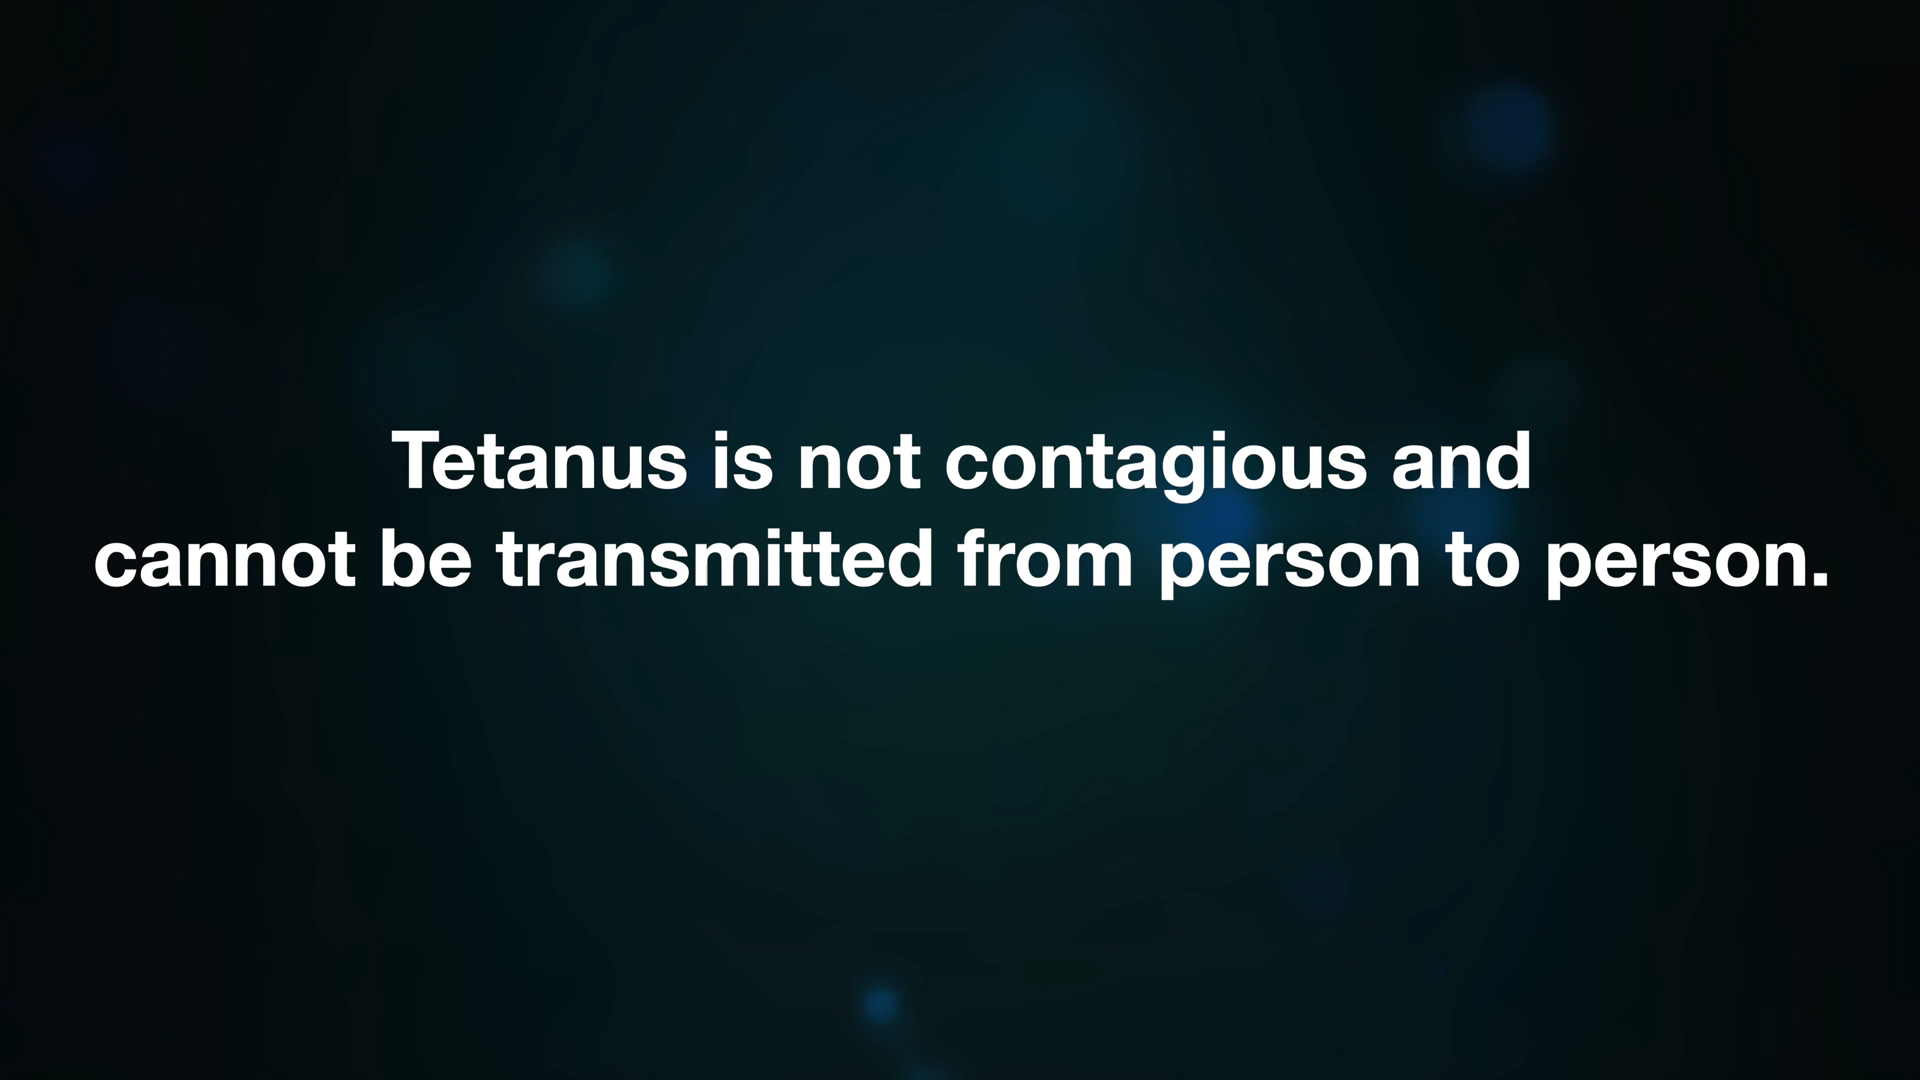 Tetanus is not contagious and
cannot be transmitted from person to person.